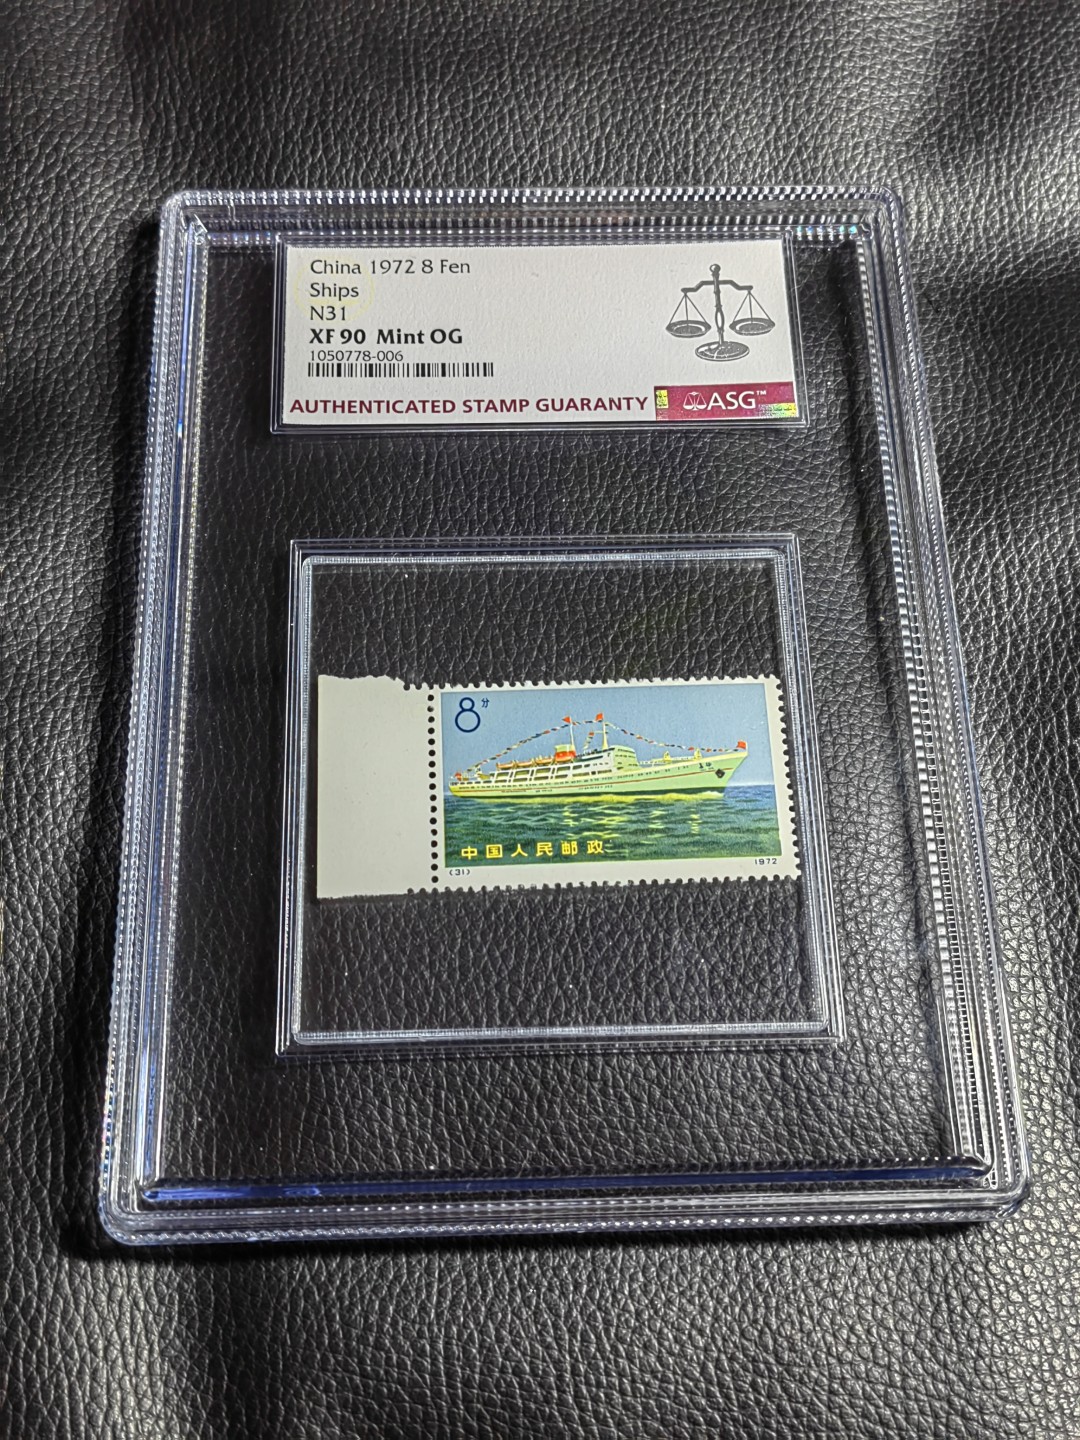 China 1972 8 Fen
Ships
N31
XF 90 Mint OG
1050778-006
AUTHENTICATED STAMP GUARANTY
ASG™
8分
中国人民邮政
(31)
1972